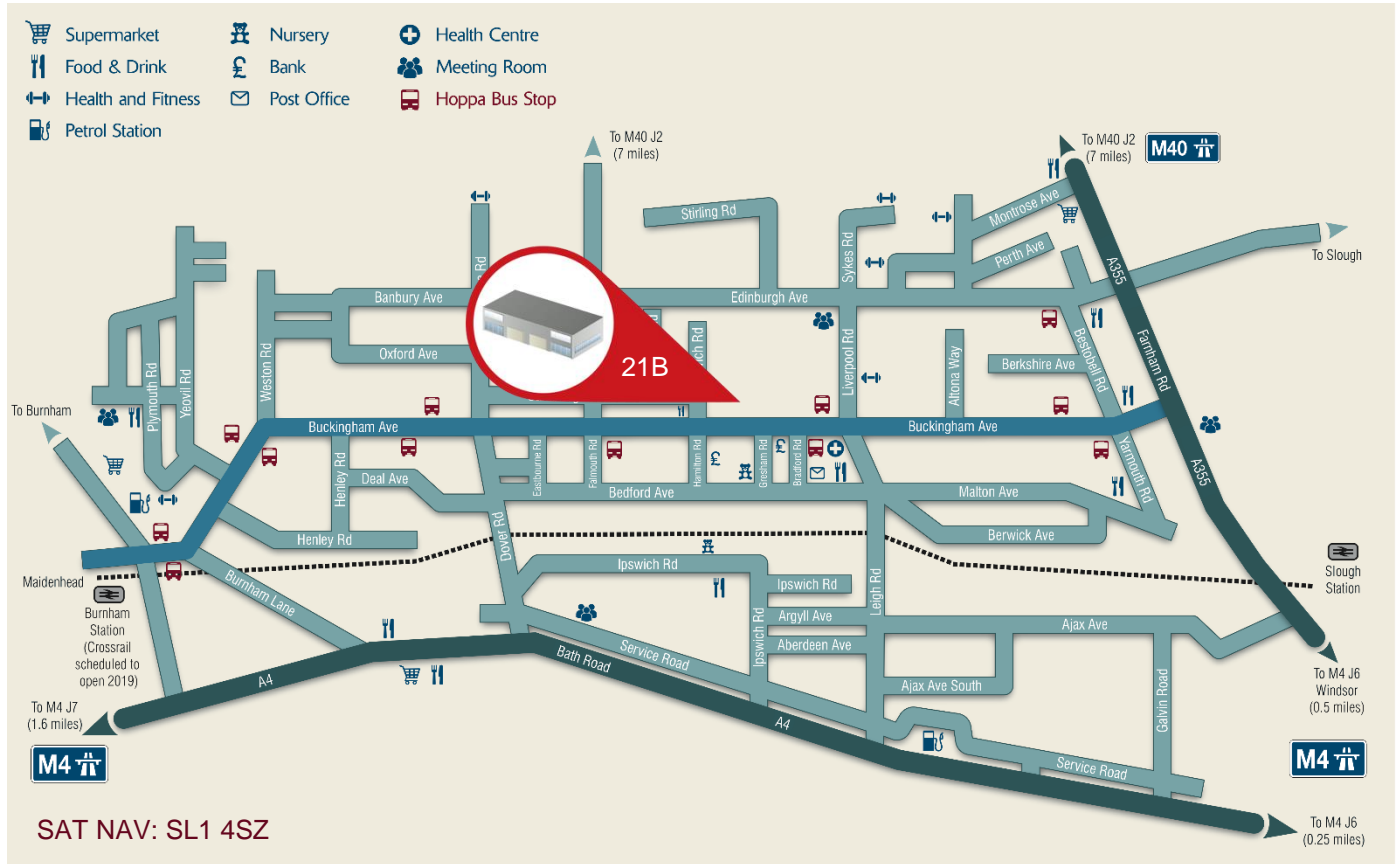 Supermarket
Food & Drink
Health and Fitness
Petrol Station
Nursery
Bank
Post Office
Health Centre
Meeting Room
Hoppa Bus Stop
To M40 J2
(7 miles)
To M40 J2
(7 miles)
M40
Stirling Rd
Sykes Rd
Montrose Ave
Perth Ave
To Slough
A355
Banbury Ave
Edinburgh Ave
Rd
Oxford Ave
21B
Rd
Liverpool Rd
Altona Way
Berkshire Ave
Bestobell Rd
Farnham Rd
Weston Rd
Plymouth Rd
Yeovil Rd
To Burnham
Buckingham Ave
Buckingham Ave
Henley Rd
Deal Ave
Eastbourne Rd
Falmouth Rd
Hamilton Rd
Gresham Rd
Bradford Rd
Yarmouth Rd
A355
Bedford Ave
Malton Ave
Henley Rd
Dover Rd
Berwick Ave
Maidenhead
Burnham
Station
(Crossrail
scheduled to
open 2019)
Burnham Lane
Ipswich Rd
Ipswich Rd
Ipswich Rd
Leigh Rd
Argyll Ave
Aberdeen Ave
Ajax Ave
Slough
Station
Service Road
Bath Road
Ajax Ave South
Galvin Road
A4
A4
To M4 J7
(1.6 miles)
M4
To M4 J6
Windsor
(0.5 miles)
M4
Service Road
SAT NAV: SL1 4SZ
To M4 J6
(0.25 miles)